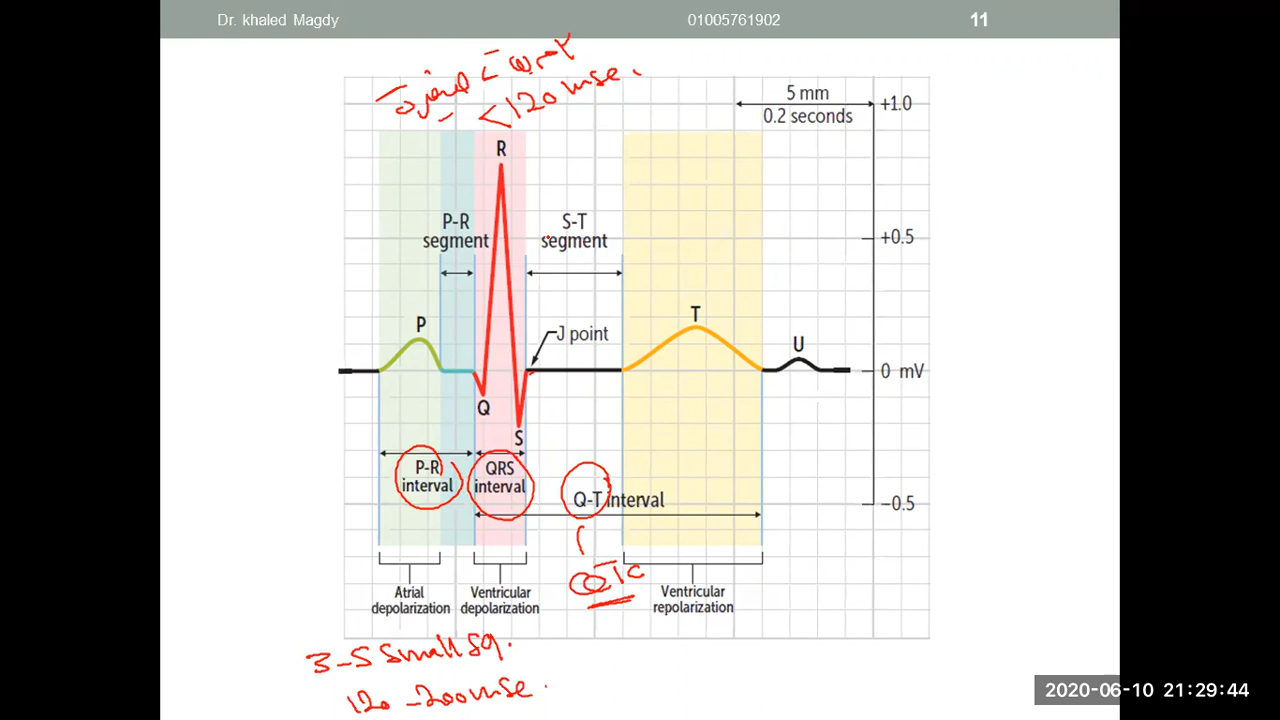 Dr. khaled Magdy 01005761902 11
<120 mse.
5 mm
0.2 seconds
+1.0
R
P-R
segment
S-T
segment
+0.5
P
J point
T
U
0 mV
Q
S
P-R
interval
QRS
interval
Q-T interval
-0.5
QTc
Atrial
depolarization
Ventricular
depolarization
Ventricular
repolarization
3-5 small sq.
120-200 mse.
2020-06-10 21:29:44